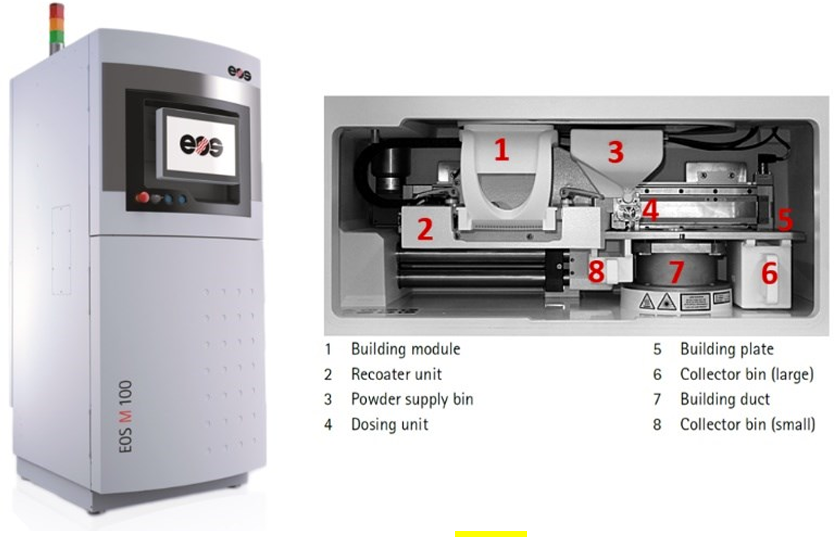 eos
eos
EOS M 100
1
2
3
4
5
6
7
8
1 Building module
2 Recoater unit
3 Powder supply bin
4 Dosing unit
5 Building plate
6 Collector bin (large)
7 Building duct
8 Collector bin (small)